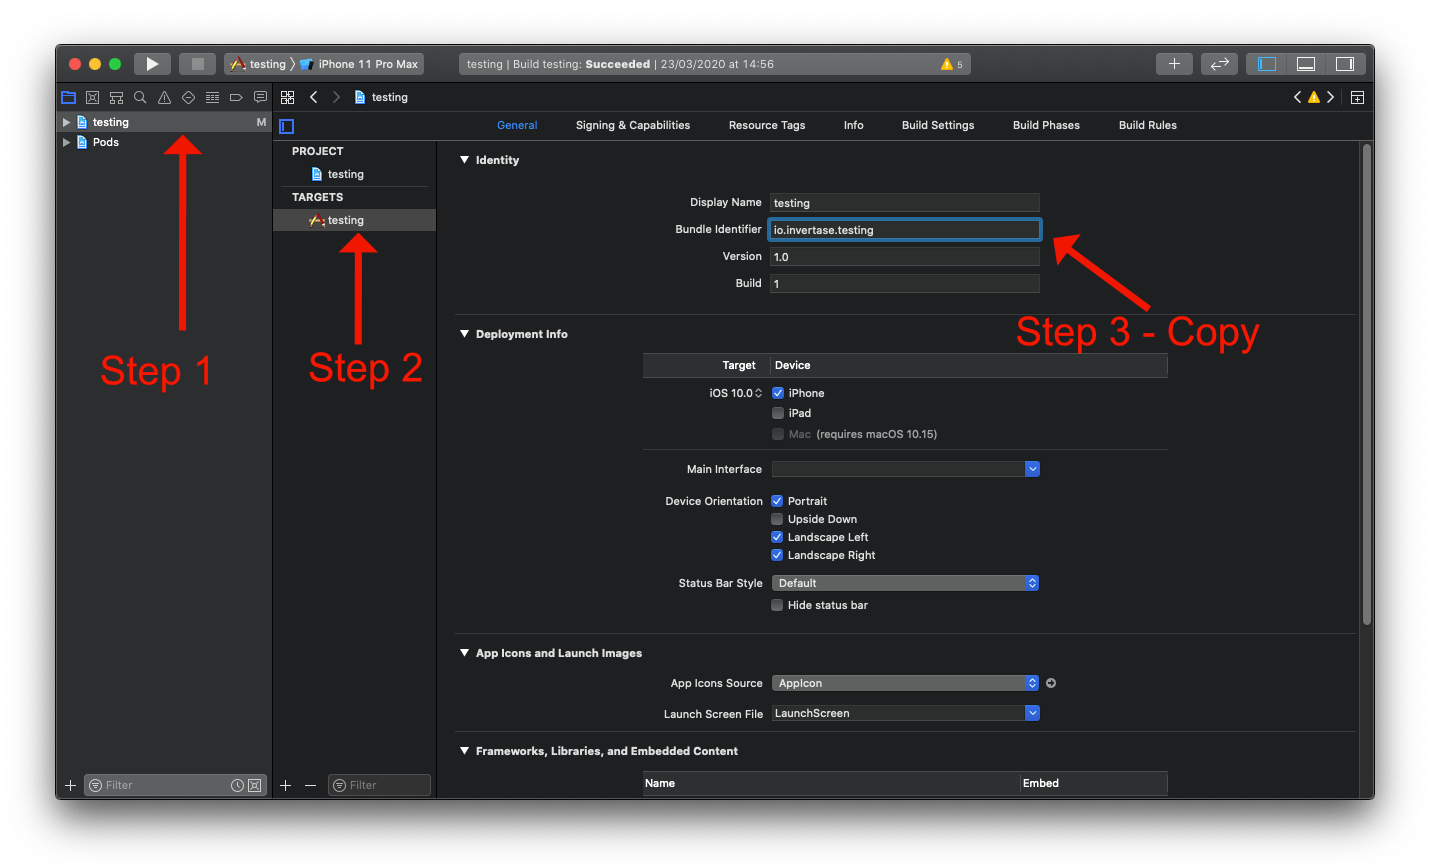 testing 〉 iPhone 11 Pro Max
testing | Build testing: Succeeded | 23/03/2020 at 14:56
5
testing
testing M
Pods
General Signing & Capabilities Resource Tags Info Build Settings Build Phases Build Rules
PROJECT
testing
TARGETS
testing
Identity
Display Name testing
Bundle Identifier io.invertase.testing
Version 1.0
Build 1
Step 1
Step 2
Step 3 - Copy
Deployment Info
Target Device
iOS 10.0 iPhone
iPad
Mac (requires macOS 10.15)
Main Interface
Device Orientation Portrait
Upside Down
Landscape Left
Landscape Right
Status Bar Style Default
Hide status bar
App Icons and Launch Images
App Icons Source AppIcon
Launch Screen File LaunchScreen
Frameworks, Libraries, and Embedded Content
Name Embed
Filter
Filter